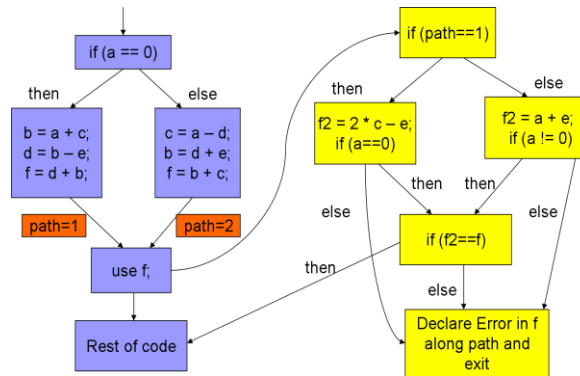 if (a == 0)
then
else
b = a + c;
d = b – e;
f = d + b;
c = a – d;
b = d + e;
f = b + c;
path=1
path=2
use f;
Rest of code
if (path==1)
then
else
f2 = 2 * c – e;
if (a==0)
f2 = a + e;
if (a != 0)
then
then
else
else
if (f2==f)
then
else
Declare Error in f
along path and
exit